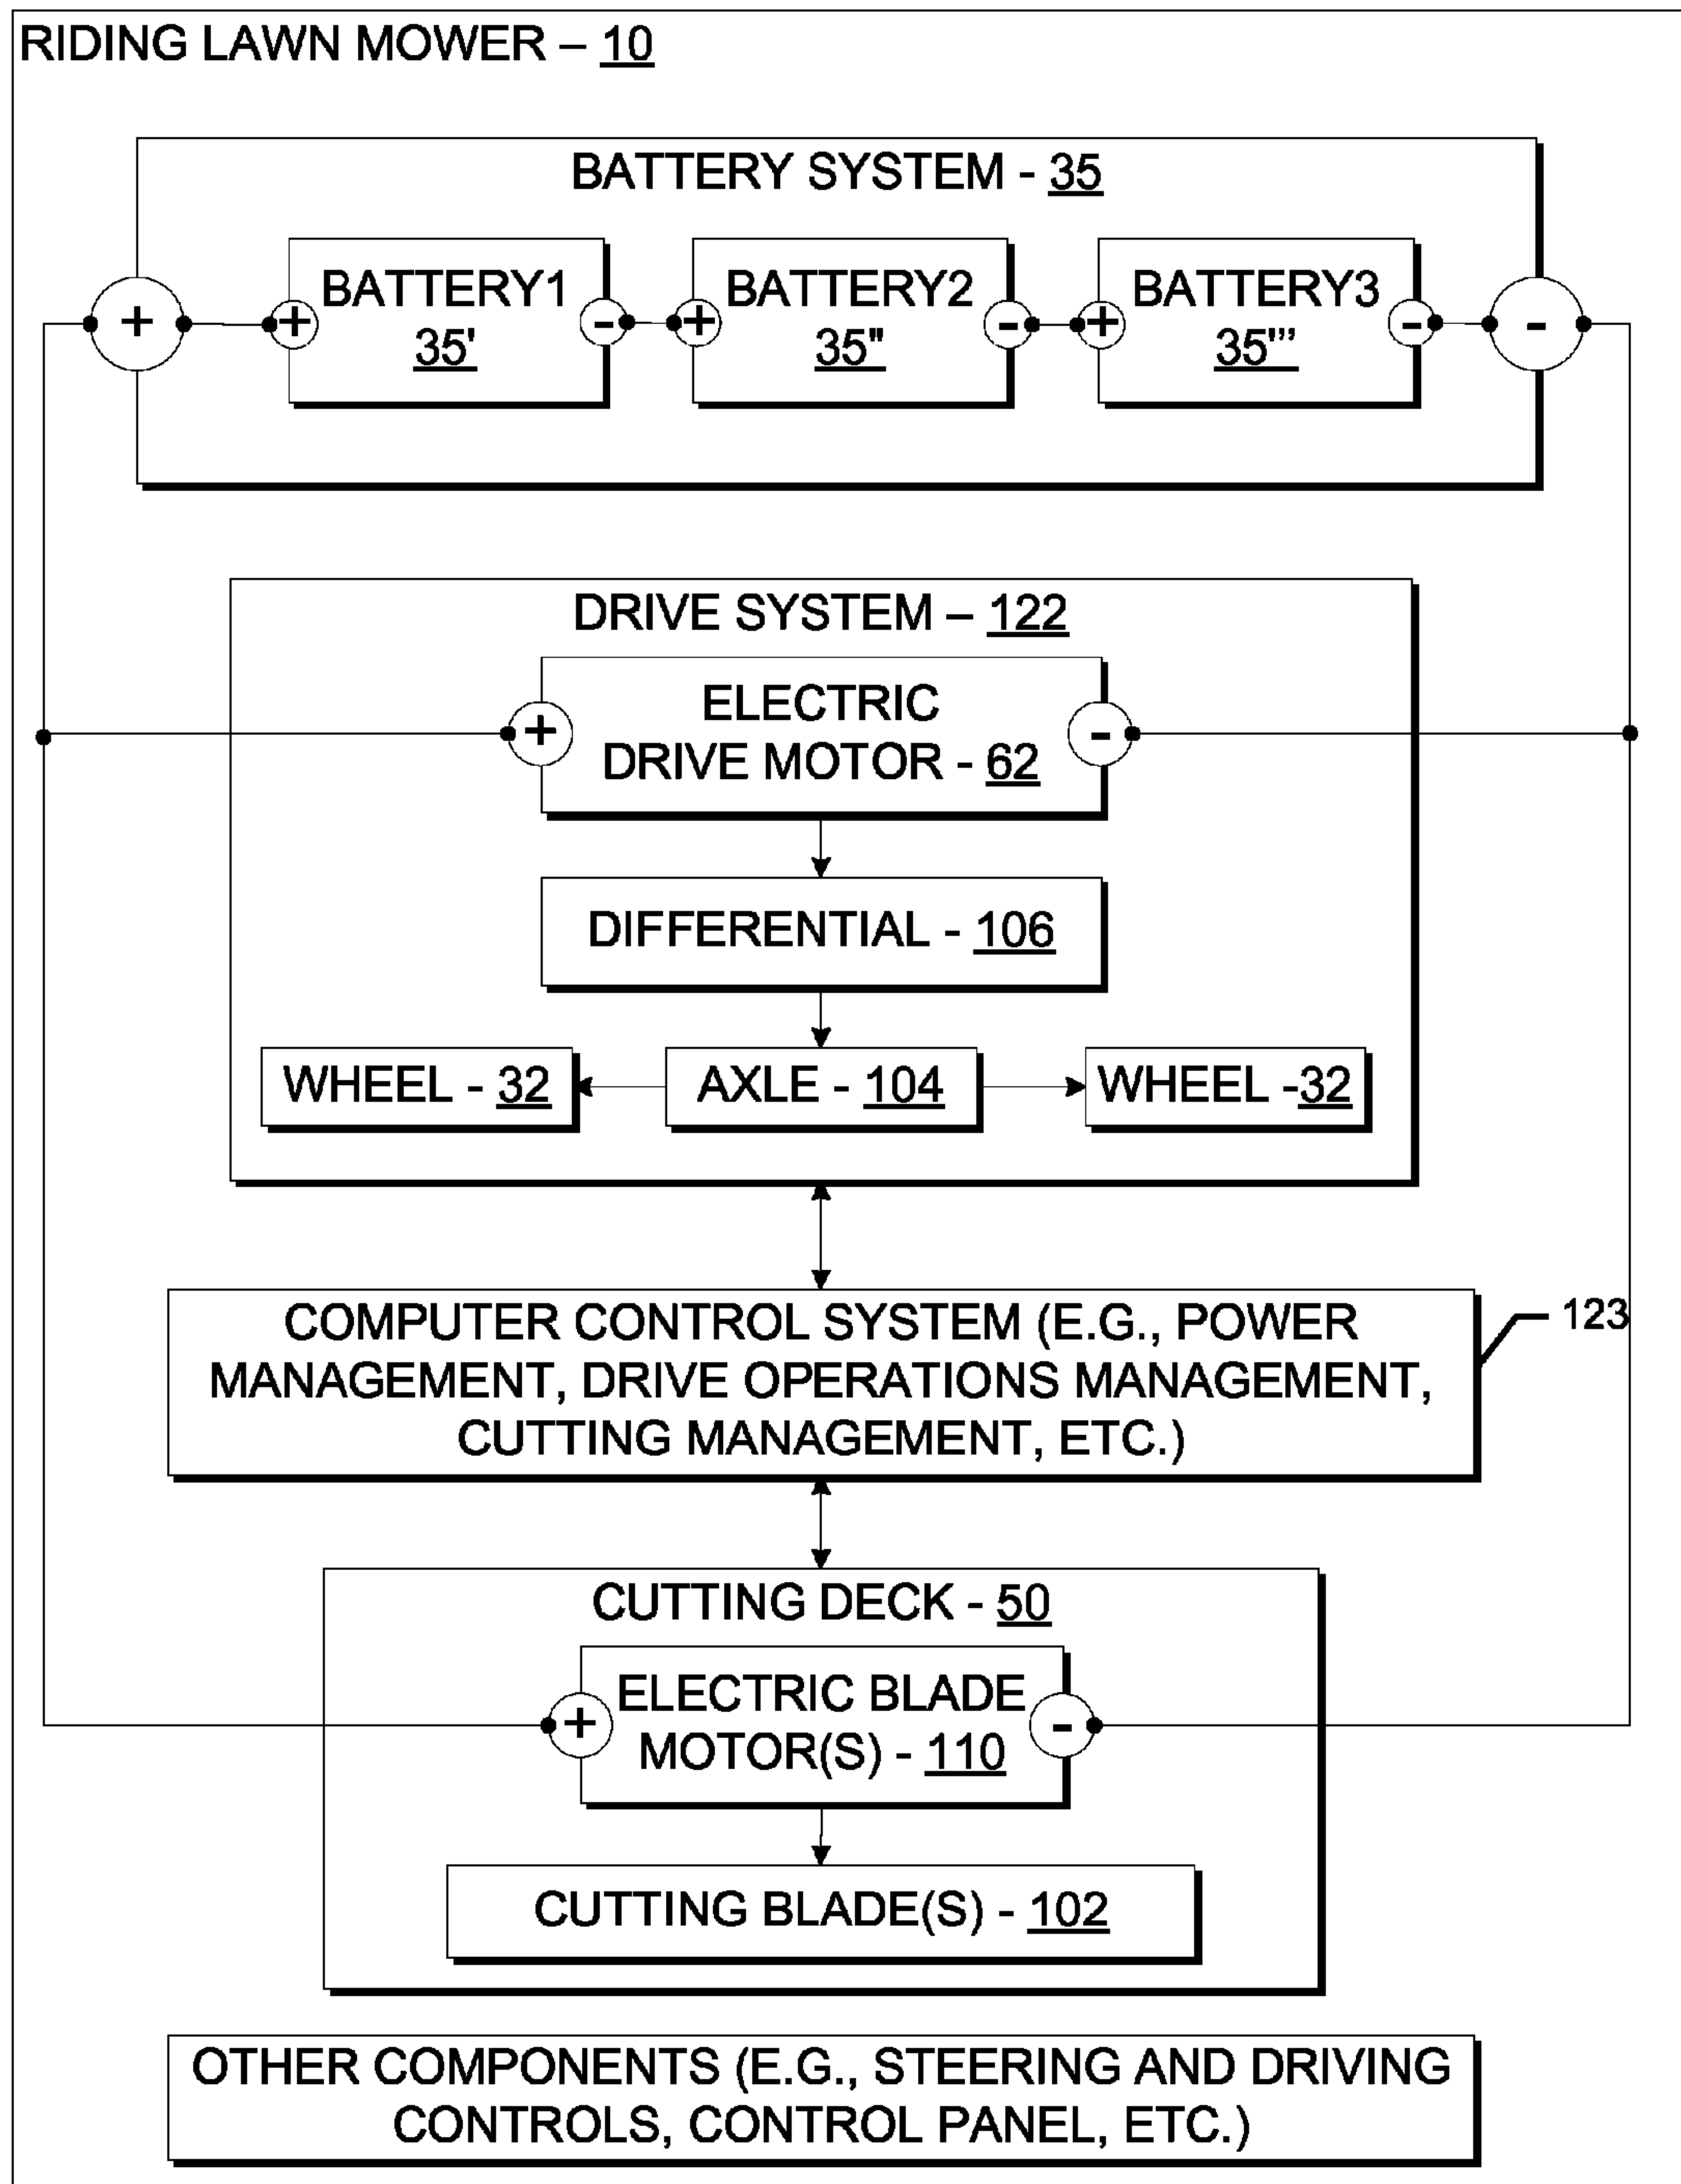 RIDING LAWN MOWER – 10
BATTERY SYSTEM - 35
+
-
BATTERY1
35'
+
-
BATTERY2
35"
+
-
BATTERY3
35'"
+
-
DRIVE SYSTEM – 122
ELECTRIC
DRIVE MOTOR - 62
+
-
DIFFERENTIAL - 106
WHEEL - 32
AXLE - 104
WHEEL -32
COMPUTER CONTROL SYSTEM (E.G., POWER
MANAGEMENT, DRIVE OPERATIONS MANAGEMENT,
CUTTING MANAGEMENT, ETC.)
123
CUTTING DECK - 50
ELECTRIC BLADE
MOTOR(S) - 110
+
-
CUTTING BLADE(S) - 102
OTHER COMPONENTS (E.G., STEERING AND DRIVING
CONTROLS, CONTROL PANEL, ETC.)